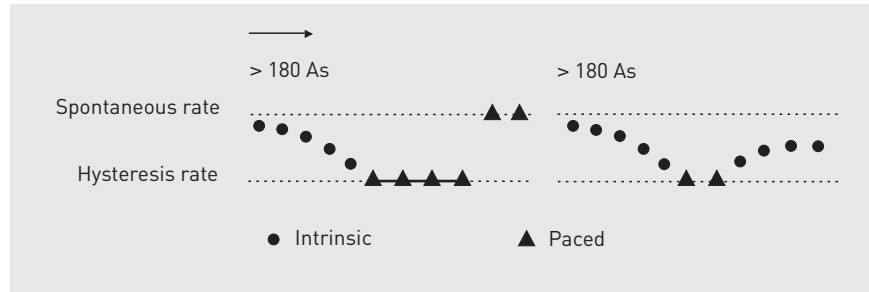 > 180 As
> 180 As
Spontaneous rate
Hysteresis rate
Intrinsic
Paced